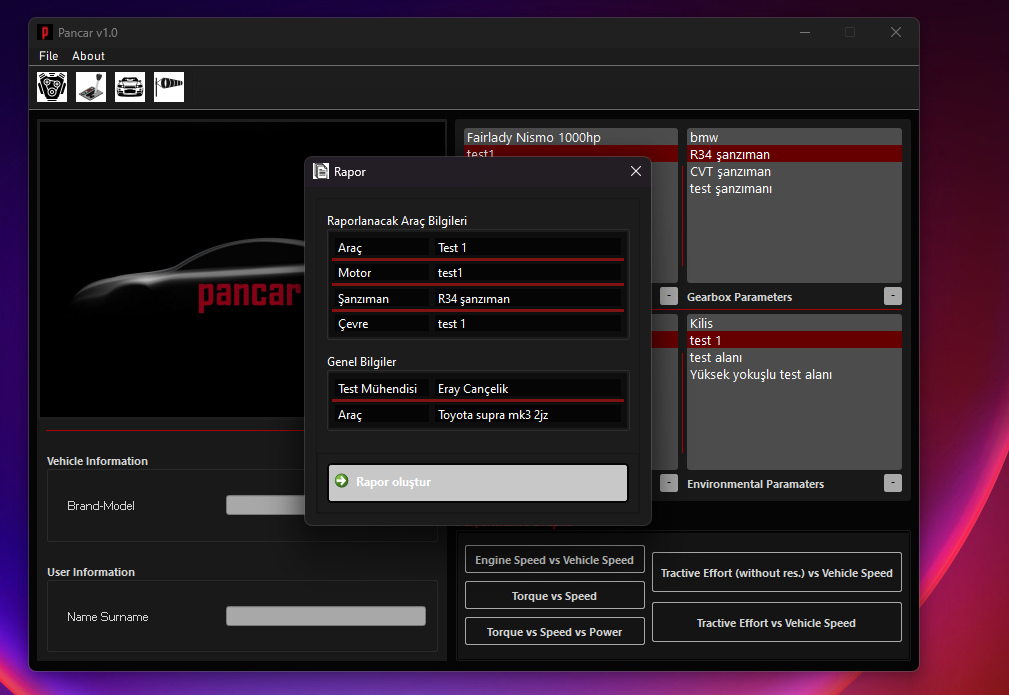 Pancar v1.0
File About
Fairlady Nismo 1000hp
test1
bmw
R34 şanzıman
CVT şanzıman
test şanzımanı
- Gearbox Parameters -
Kilis
test 1
test alanı
Yüksek yokuşlu test alanı
- Environmental Paramaters -
pancar
Rapor
Raporlanacak Araç Bilgileri
Araç Test 1
Motor test1
Şanzıman R34 şanzıman
Çevre test 1
Genel Bilgiler
Test Mühendisi Eray Cançelik
Araç Toyota supra mk3 2jz
Rapor oluştur
Vehicle Information
Brand-Model
User Information
Name Surname
Engine Speed vs Vehicle Speed
Torque vs Speed
Torque vs Speed vs Power
Tractive Effort (without res.) vs Vehicle Speed
Tractive Effort vs Vehicle Speed